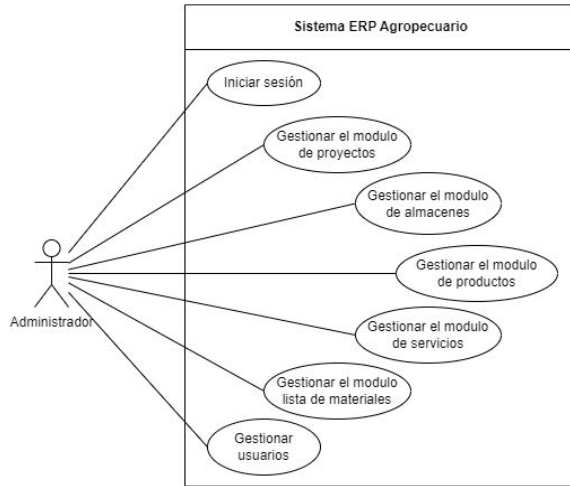 Sistema ERP Agropecuario
Iniciar sesión
Gestionar el modulo
de proyectos
Gestionar el modulo
de almacenes
Gestionar el modulo
de productos
Administrador
Gestionar el modulo
de servicios
Gestionar el modulo
lista de materiales
Gestionar
usuarios